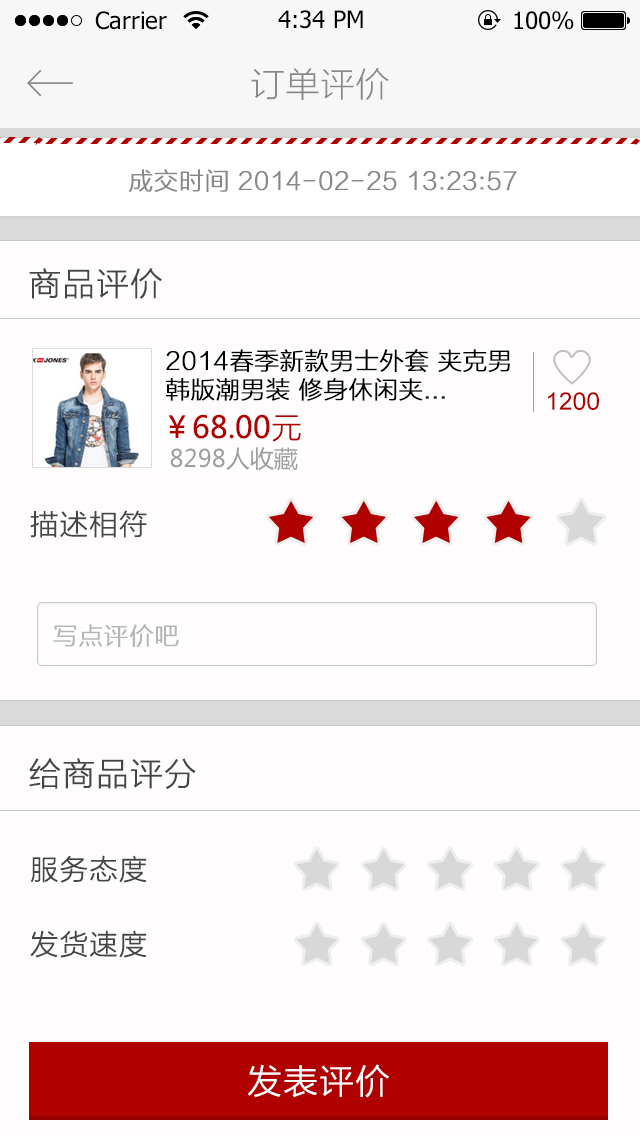 Carrier 4:34 PM 100%
订单评价
成交时间 2014-02-25 13:23:57
商品评价
JONES
2014春季新款男士外套 夹克男
韩版潮男装 修身休闲夹...
1200
¥68.00元
8298人收藏
描述相符
写点评价吧
给商品评分
服务态度
发货速度
发表评价